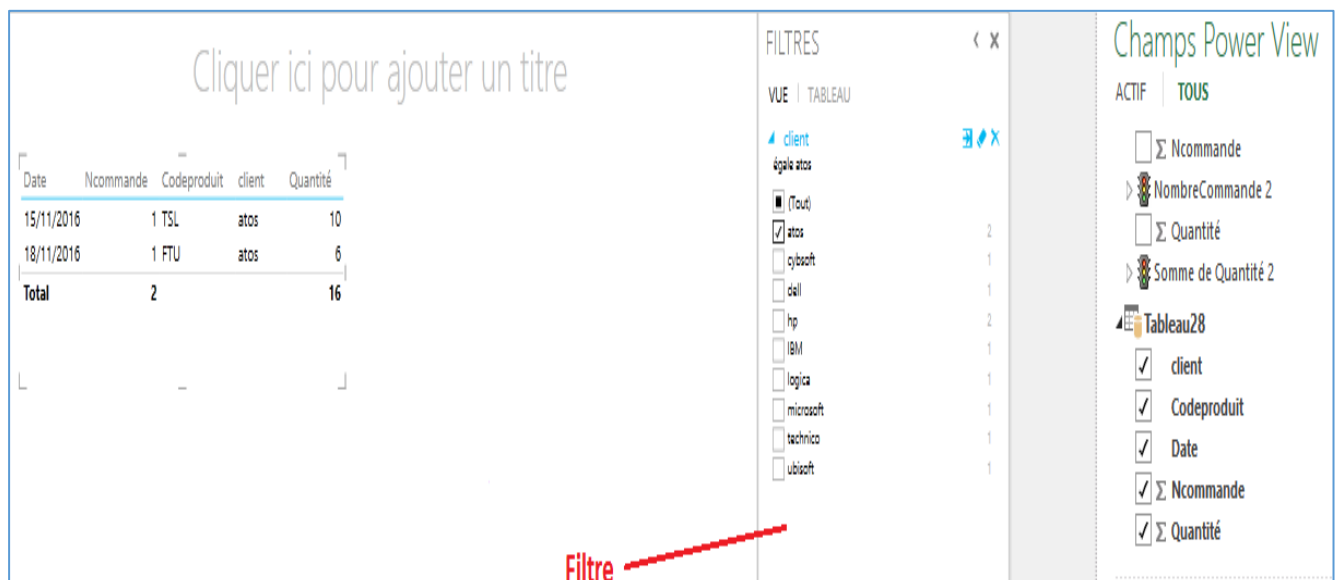 Cliquer ici pour ajouter un titre
Date Ncommande Codeproduit client Quantité
15/11/2016 1 TSL atos 10
18/11/2016 1 FTU atos 6
Total 2 16
FILTRES
VUE | TABLEAU
client
égale atos
(Tout)
atos 2
cybsoft 1
dell 1
hp 2
IBM 1
logica 1
microsoft 1
technico 1
ubisoft 1
Filtre
Champs Power View
ACTIF | TOUS
∑ Ncommande
NombreCommande 2
∑ Quantité
Somme de Quantité 2
Tableau28
client
Codeproduit
Date
∑ Ncommande
∑ Quantité